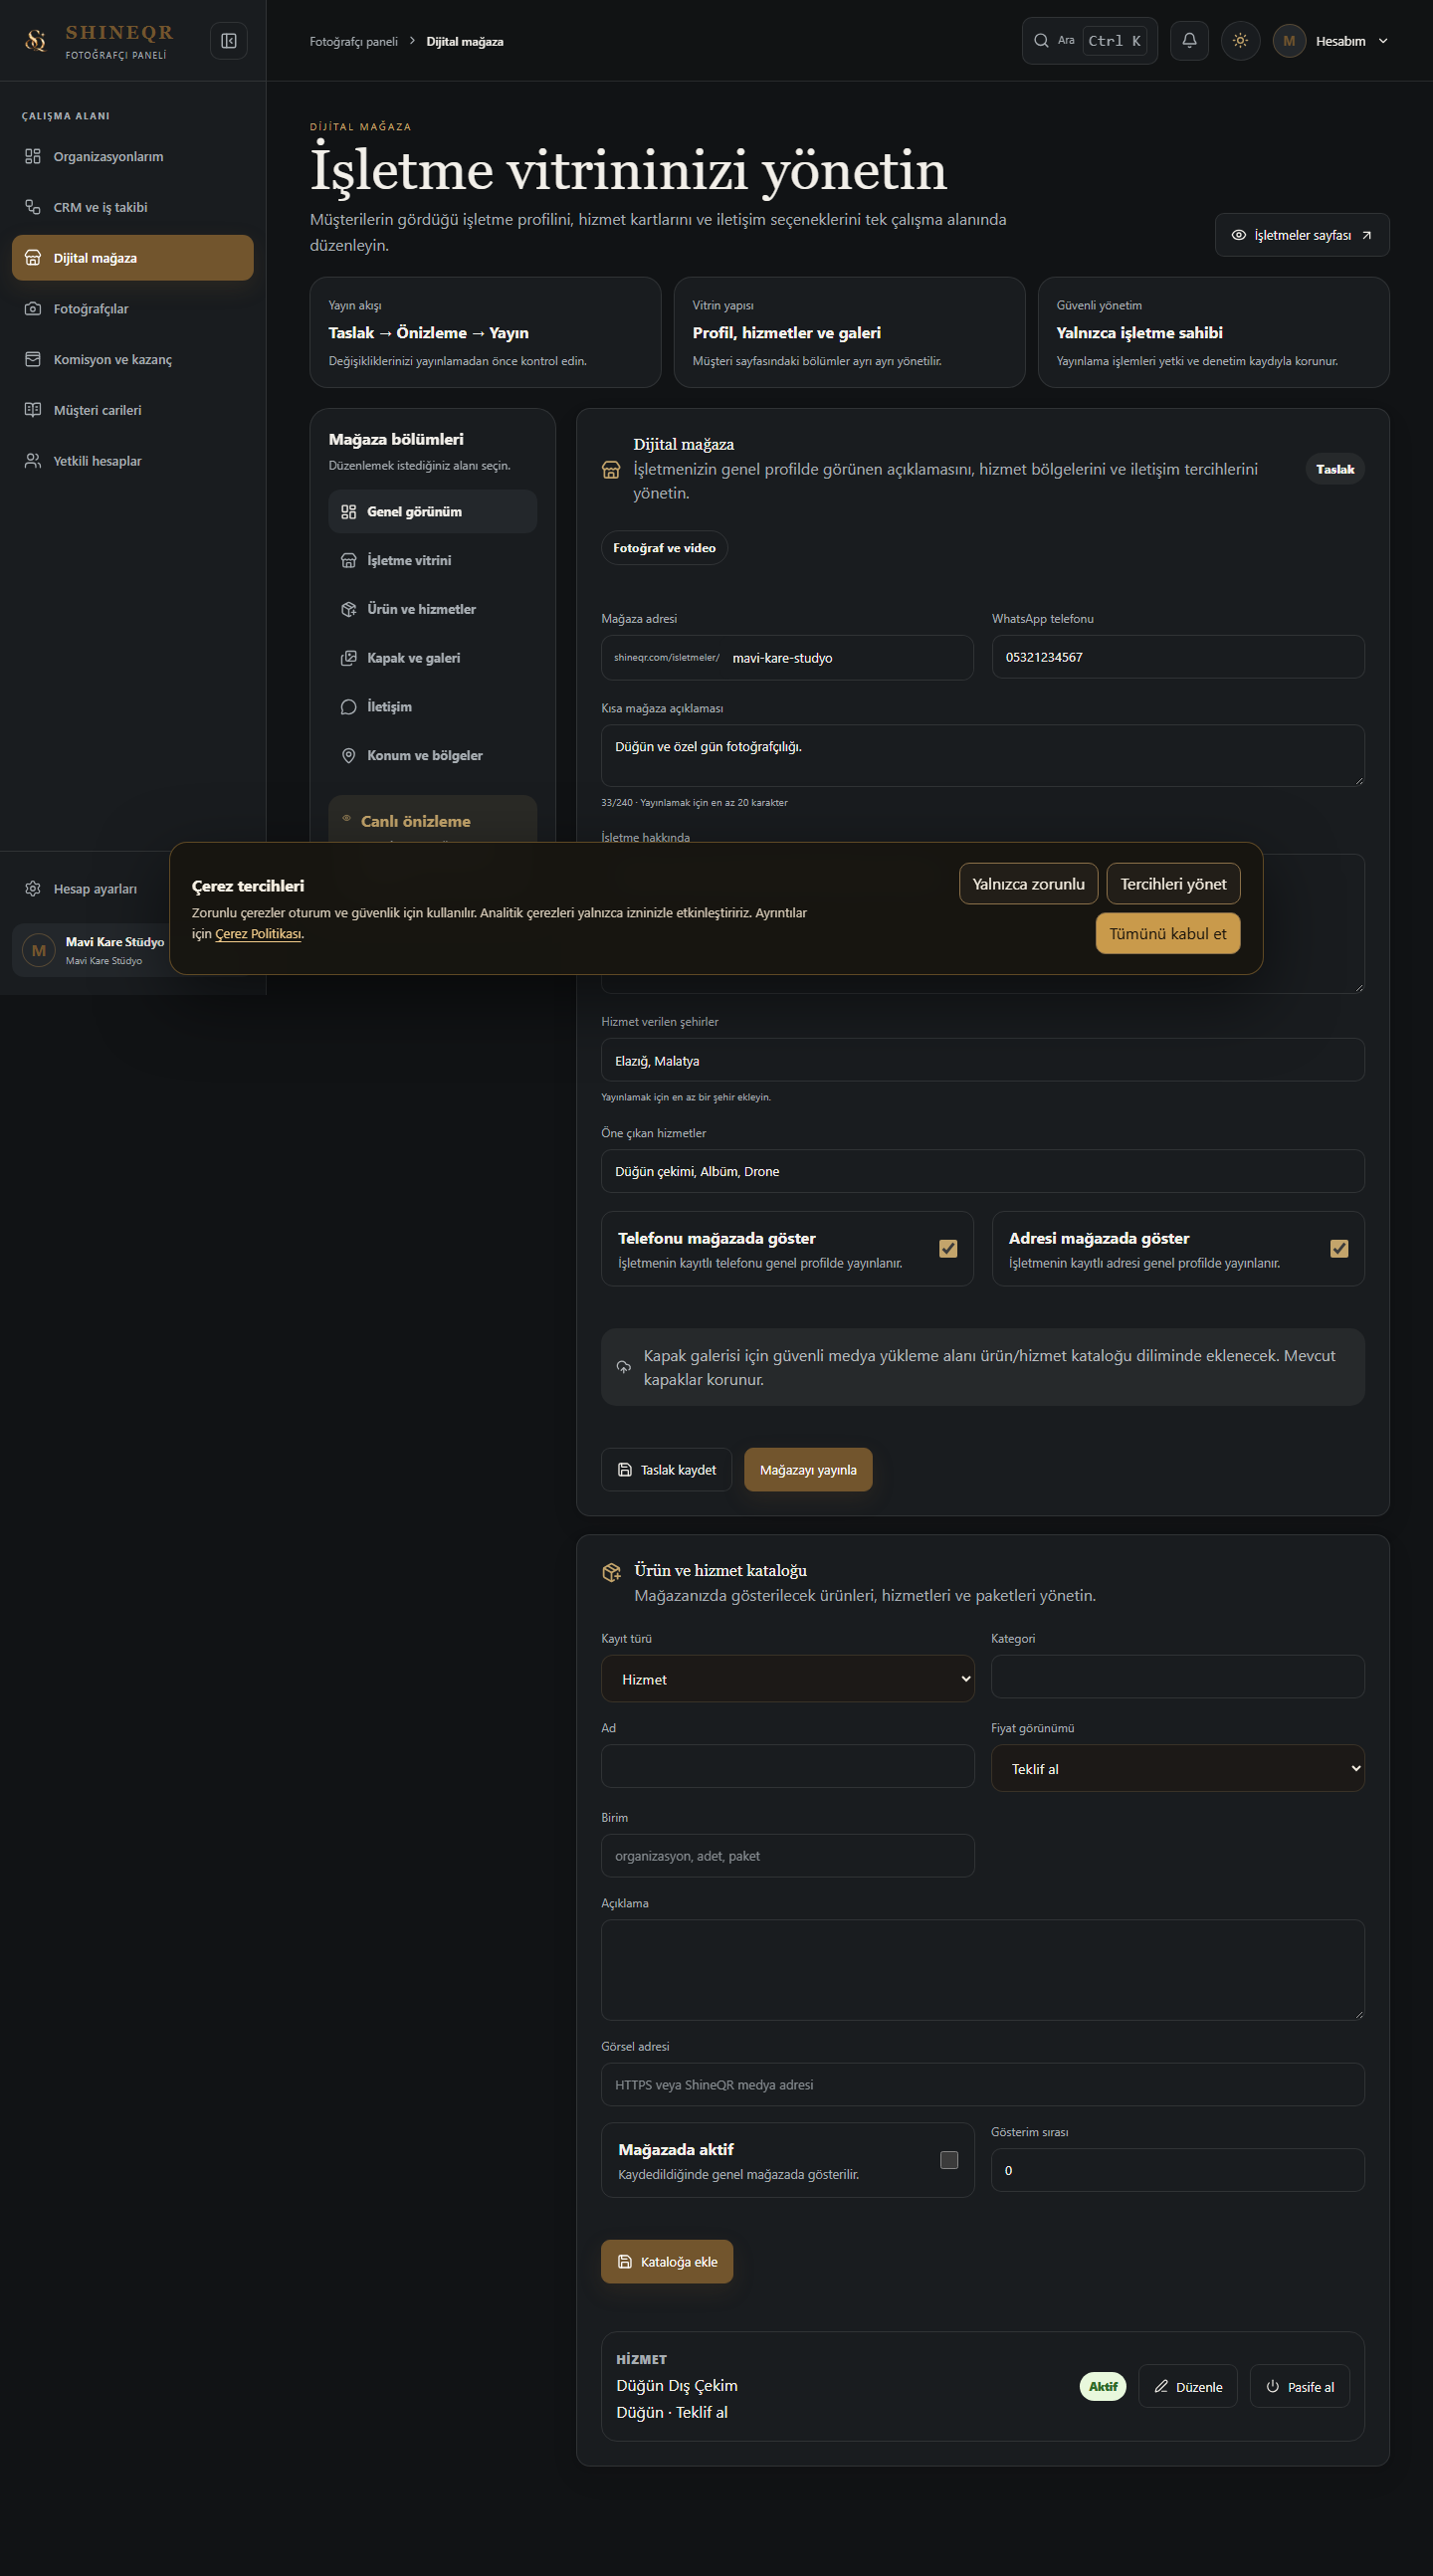 SHINEQR
FOTOĞRAFÇI PANELİ
Fotoğrafçı paneli > Dijital mağaza
Ara Ctrl K
M Hesabım
ÇALIŞMA ALANI
Organizasyonlarım
CRM ve iş takibi
Dijital mağaza
Fotoğrafçılar
Komisyon ve kazanç
Müşteri carileri
Yetkili hesaplar
Hesap ayarları
M Mavi Kare Stüdyo
Mavi Kare Stüdyo
DİJİTAL MAĞAZA
İşletme vitrininizi yönetin
Müşterilerin gördüğü işletme profilini, hizmet kartlarını ve iletişim seçeneklerini tek çalışma alanında
düzenleyin.
İşletmeler sayfası
Yayın akışı
Taslak → Önizleme → Yayın
Değişikliklerinizi yayınlamadan önce kontrol edin.
Vitrin yapısı
Profil, hizmetler ve galeri
Müşteri sayfasındaki bölümler ayrı ayrı yönetilir.
Güvenli yönetim
Yalnızca işletme sahibi
Yayınlama işlemleri yetki ve denetim kaydıyla korunur.
Mağaza bölümleri
Düzenlemek istediğiniz alanı seçin.
Genel görünüm
İşletme vitrini
Ürün ve hizmetler
Kapak ve galeri
İletişim
Konum ve bölgeler
Canlı önizleme
Dijital mağaza
İşletmenizin genel profilde görünen açıklamasını, hizmet bölgelerini ve iletişim tercihlerini
yönetin.
Taslak
Fotoğraf ve video
Mağaza adresi
shineqr.com/isletmeler/ mavi-kare-studyo
WhatsApp telefonu
05321234567
Kısa mağaza açıklaması
Düğün ve özel gün fotoğrafçılığı.
33/240 · Yayınlamak için en az 20 karakter
İşletme hakkında
Çerez tercihleri
Zorunlu çerezler oturum ve güvenlik için kullanılır. Analitik çerezleri yalnızca izninizle etkinleştiririz. Ayrıntılar
için Çerez Politikası.
Yalnızca zorunlu
Tercihleri yönet
Tümünü kabul et
Hizmet verilen şehirler
Elazığ, Malatya
Yayınlamak için en az bir şehir ekleyin.
Öne çıkan hizmetler
Düğün çekimi, Albüm, Drone
Telefonu mağazada göster
İşletmenin kayıtlı telefonu genel profilde yayınlanır.
Adresi mağazada göster
İşletmenin kayıtlı adresi genel profilde yayınlanır.
Kapak galerisi için güvenli medya yükleme alanı ürün/hizmet kataloğu diliminde eklenecek. Mevcut
kapaklar korunur.
Taslak kaydet
Mağazayı yayınla
Ürün ve hizmet kataloğu
Mağazanızda gösterilecek ürünleri, hizmetleri ve paketleri yönetin.
Kayıt türü
Hizmet
Kategori
Ad
Fiyat görünümü
Teklif al
Birim
organizasyon, adet, paket
Açıklama
Görsel adresi
HTTPS veya ShineQR medya adresi
Mağazada aktif
Kaydedildiğinde genel mağazada gösterilir.
Gösterim sırası
0
Kataloğa ekle
HİZMET
Düğün Dış Çekim
Düğün · Teklif al
Aktif
Düzenle
Pasife al